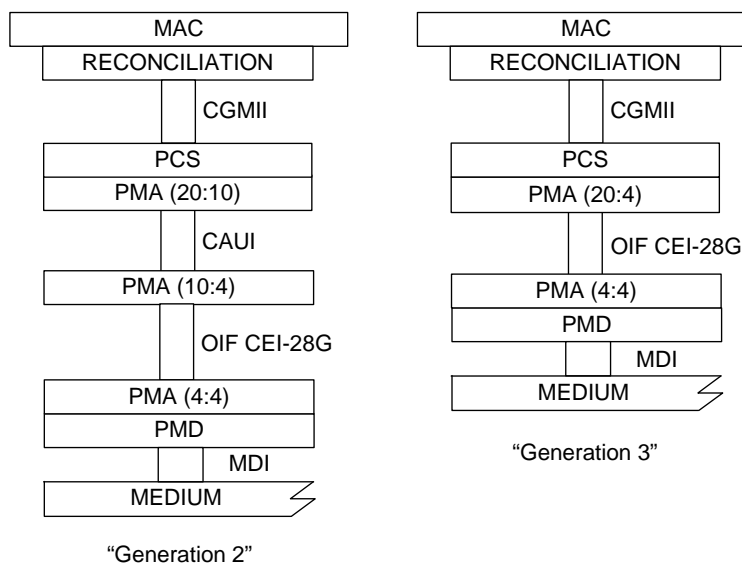 MAC
RECONCILIATION
CGMII
PCS
PMA (20:10)
CAUI
PMA (10:4)
OIF CEI-28G
PMA (4:4)
PMD
MDI
MEDIUM
“Generation 2”
MAC
RECONCILIATION
CGMII
PCS
PMA (20:4)
OIF CEI-28G
PMA (4:4)
PMD
MDI
MEDIUM
“Generation 3”